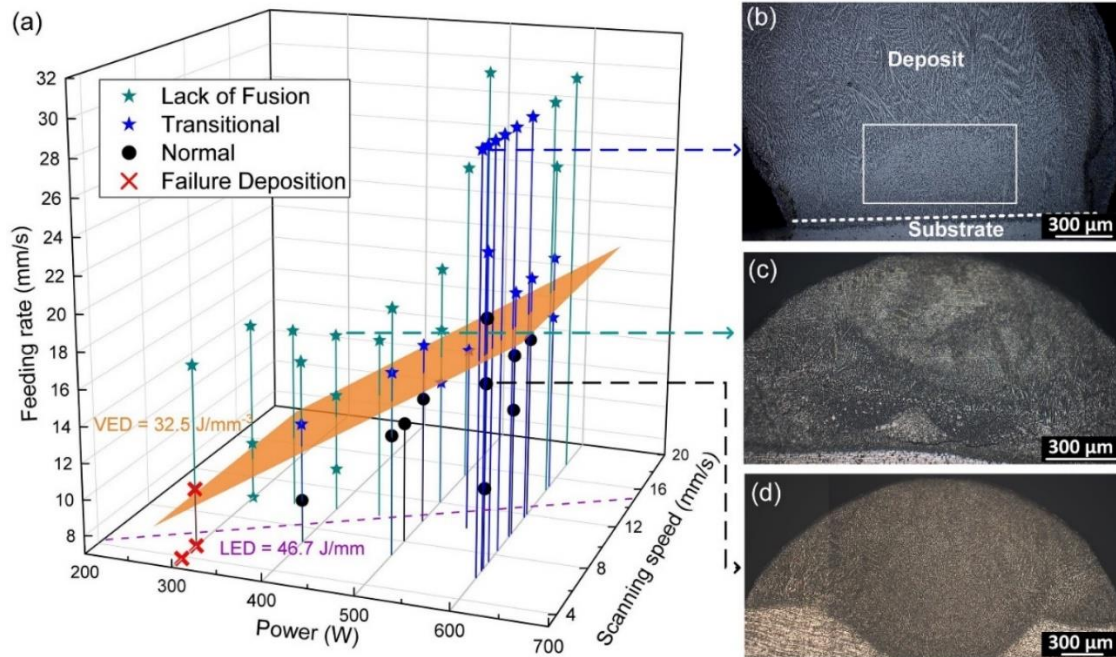 (a)
32
30
28
24
22
20
18
16
14
12
10
8
Feeding rate (mm/s)
Lack of Fusion
Transitional
Normal
Failure Deposition
VED = 32.5 J/mm⁻³
LED = 46.7 J/mm
200
300
400
500
600
700
Power (W)
4
8
12
16
20
Scanning speed (mm/s)
(b)
Deposit
Substrate
300 µm
(c)
300 µm
(d)
300 µm